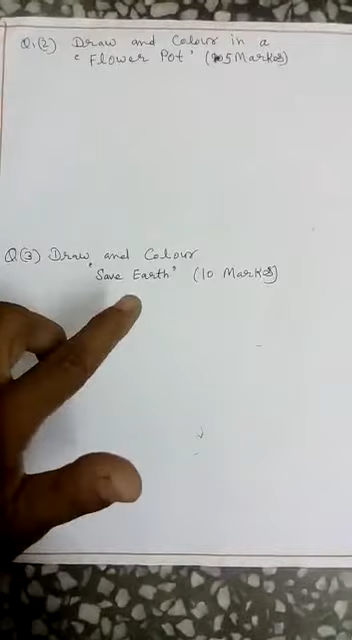 Q.(2) Draw and Colour in a
"Flower Pot" (05 Marks)
Q(3) Draw and Colour
"Save Earth" (10 Marks)